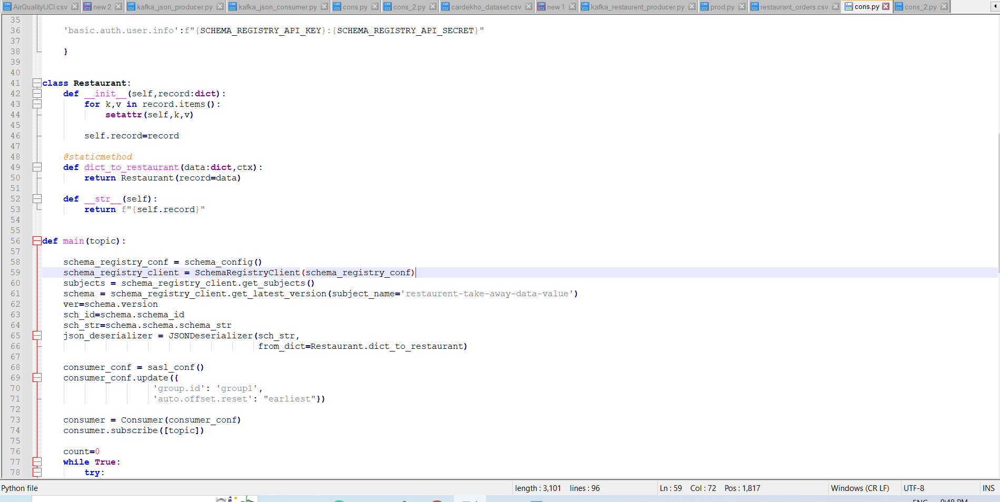 AirQualityUCI.csv new 2 kafka_json_producer.py kafka_json_consumer.py cons.py cons_2.py cardekho_dataset.csv new 1 kafka_restaurent_producer.py prod.py restaurant_orders.csv cons.py cons_2.py
35
36 'basic.auth.user.info':f"{SCHEMA_REGISTRY_API_KEY}:{SCHEMA_REGISTRY_API_SECRET}"
37
38 }
39
40
41 class Restaurant:
42 def __init__(self,record:dict):
43 for k,v in record.items():
44 setattr(self,k,v)
45
46 self.record=record
47
48 @staticmethod
49 def dict_to_restaurant(data:dict,ctx):
50 return Restaurant(record=data)
51
52 def __str__(self):
53 return f"{self.record}"
54
55
56 def main(topic):
57
58 schema_registry_conf = schema_config()
59 schema_registry_client = SchemaRegistryClient(schema_registry_conf)
60 subjects = schema_registry_client.get_subjects()
61 schema = schema_registry_client.get_latest_version(subject_name='restaurent-take-away-data-value')
62 ver=schema.version
63 sch_id=schema.schema_id
64 sch_str=schema.schema.schema_str
65 json_deserializer = JSONDeserializer(sch_str,
66 from_dict=Restaurant.dict_to_restaurant)
67
68 consumer_conf = sasl_conf()
69 consumer_conf.update({
70 'group.id': 'group1',
71 'auto.offset.reset': "earliest"})
72
73 consumer = Consumer(consumer_conf)
74 consumer.subscribe([topic])
75
76 count=0
77 while True:
78 try:
Python file length : 3,101 lines : 96 Ln : 59 Col : 72 Pos : 1,817 Windows (CR LF) UTF-8 INS
ENG 9:48 PM